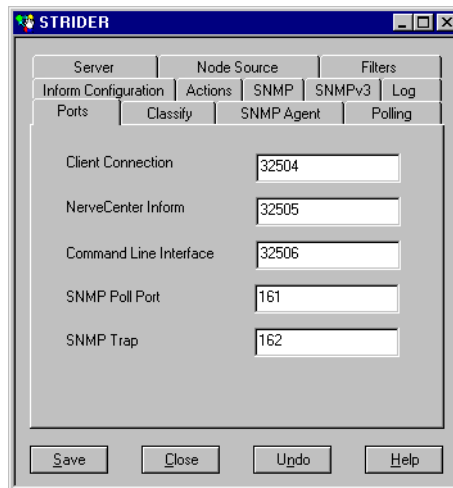 STRIDER
Server Node Source Filters
Inform Configuration Actions SNMP SNMPv3 Log
Ports Classify SNMP Agent Polling
Client Connection 32504
NerveCenter Inform 32505
Command Line Interface 32506
SNMP Poll Port 161
SNMP Trap 162
Save Close Undo Help